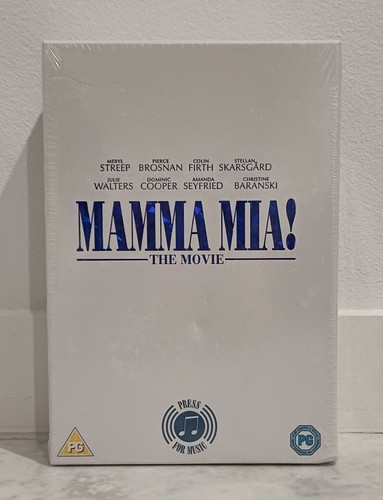 MERYL PIERCE COLIN STELLAN
STREEP BROSNAN FIRTH SKARSGÅRD
JULIE DOMINIC AMANDA CHRISTINE
WALTERS COOPER SEYFRIED BARANSKI
MAMMA MIA!
THE MOVIE
PRESS
FOR MUSIC
PG
PG